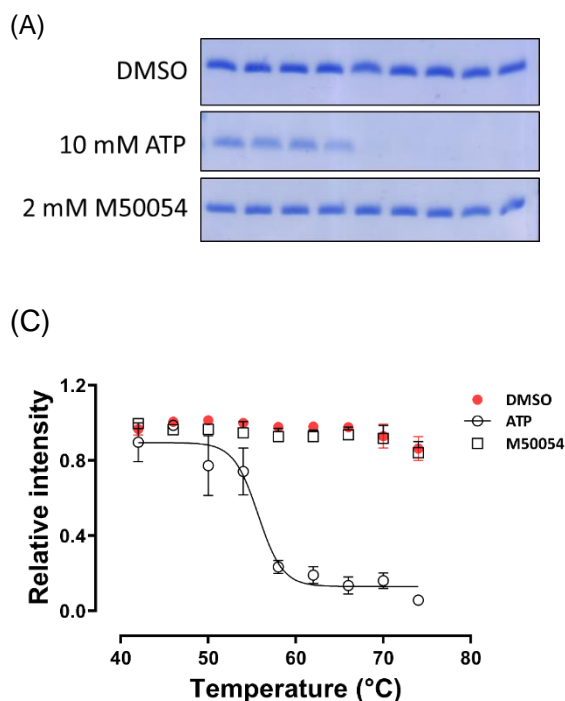 (A)
DMSO
10 mM ATP
2 mM M50054
(C)
1.2
0.8
0.4
0.0
Relative intensity
DMSO
ATP
M50054
40 50 60 70 80
Temperature (°C)